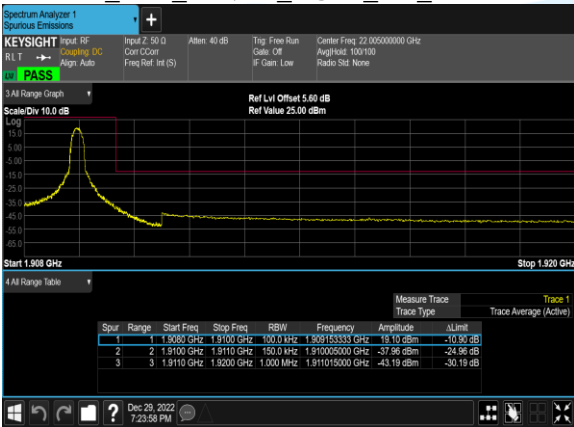 Spectrum Analyzer 1
Spurious Emissions
+
KEYSIGHT Input: RF Input Z: 50 Ω Atten: 40 dB Trig: Free Run Center Freq: 22.005000000 GHz
RLT Coupling: DC Corr CCorr Gate: Off Avg|Hold: 100/100
Align: Auto Freq Ref: Int (S) IF Gain: Low Radio Std: None
PASS
3 All Range Graph
Ref Lvl Offset 5.60 dB
Scale/Div 10.0 dB Ref Value 25.00 dBm
Log
15.0
5.00
-5.00
-15.0
-25.0
-35.0
-45.0
-55.0
-65.0
Start 1.908 GHz Stop 1.920 GHz
4 All Range Table
Measure Trace Trace 1
Trace Type Trace Average (Active)
Spur Range Start Freq Stop Freq RBW Frequency Amplitude ΔLimit
1 1 1.9080 GHz 1.9100 GHz 100.0 kHz 1.909153333 GHz 19.10 dBm -10.90 dB
2 2 1.9100 GHz 1.9110 GHz 150.0 kHz 1.910005000 GHz -37.96 dBm -24.96 dB
3 3 1.9110 GHz 1.9200 GHz 1.000 MHz 1.911015000 GHz -43.19 dBm -30.19 dB
? Dec 29, 2022
7:23:58 PM